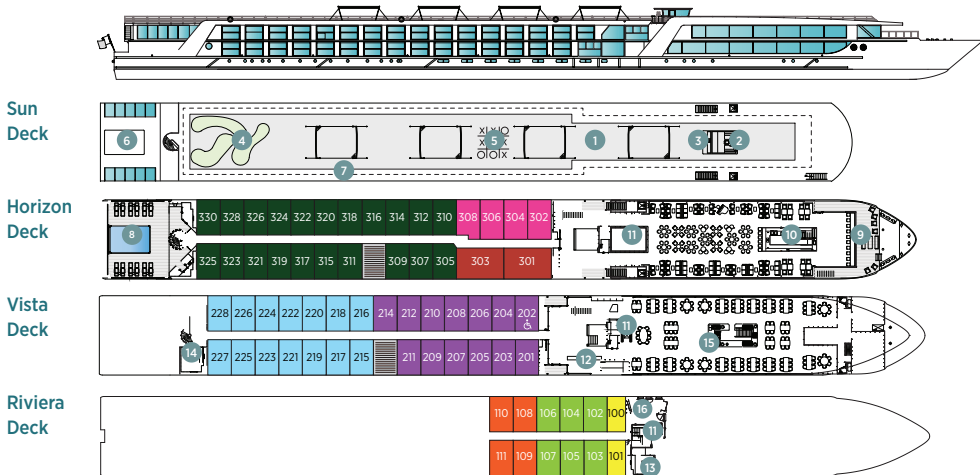 Sun
Deck
6 4 7 5 1 3 2
XIO
OOX
Horizon
Deck
8 330 328 326 324 322 320 318 316 314 312 310 308 306 304 302 11 10 9
325 323 321 319 317 315 311 309 307 305 303 301
Vista
Deck
228 226 224 222 220 218 216 214 212 210 208 206 204 202
14 227 225 223 221 219 217 215 211 209 207 205 203 201 12 11 15
Riviera
Deck
110 108 106 104 102 100 16
11
111 109 107 105 103 101 13